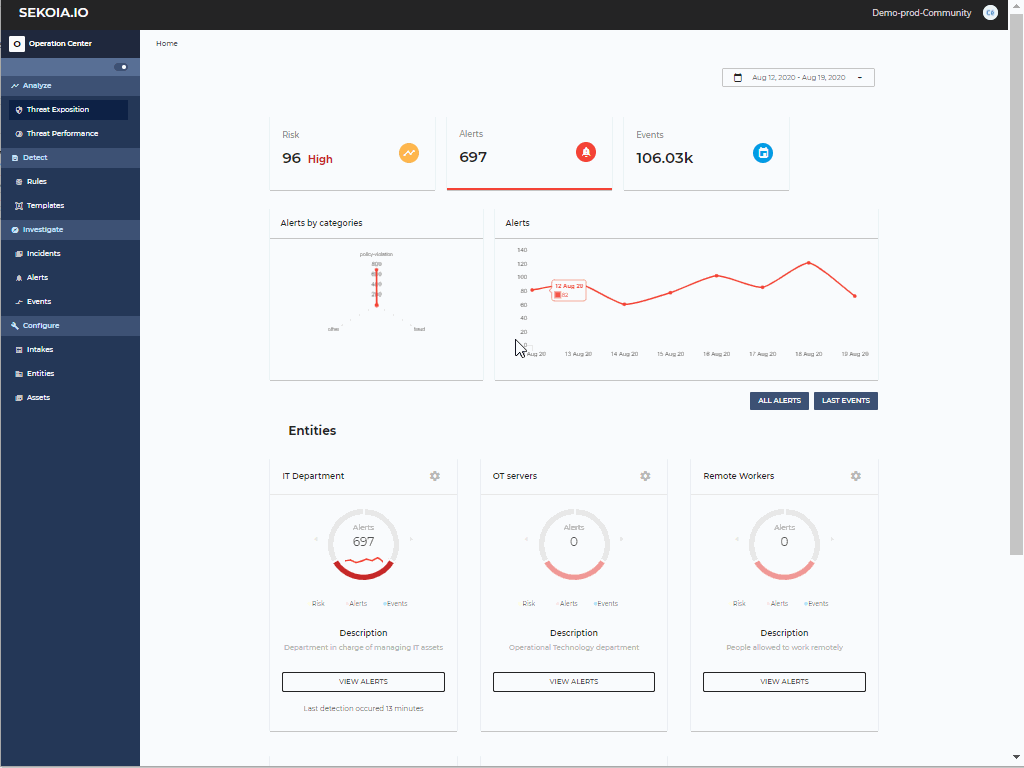 SEKOIA.IO
Demo-prod-Community
Operation Center
Home
Analyze
Threat Exposition
Threat Performance
Detect
Rules
Templates
Investigate
Incidents
Alerts
Events
Configure
Intakes
Entities
Assets
Aug 12, 2020 - Aug 19, 2020
Risk
96 High
Alerts
697
Events
106.03k
Alerts by categories
policy-violation
800
600
400
200
other
fraud
Alerts
140
120
100
80
60
40
20
0
12 Aug 20
82
Aug 20
13 Aug 20
14 Aug 20
15 Aug 20
16 Aug 20
17 Aug 20
18 Aug 20
19 Aug 20
ALL ALERTS
LAST EVENTS
Entities
IT Department
Alerts
697
Risk Alerts Events
Description
Department in charge of managing IT assets
VIEW ALERTS
Last detection occured 13 minutes
OT servers
Alerts
0
Risk Alerts Events
Description
Operational Technology department
VIEW ALERTS
Remote Workers
Alerts
0
Risk Alerts Events
Description
People allowed to work remotely
VIEW ALERTS